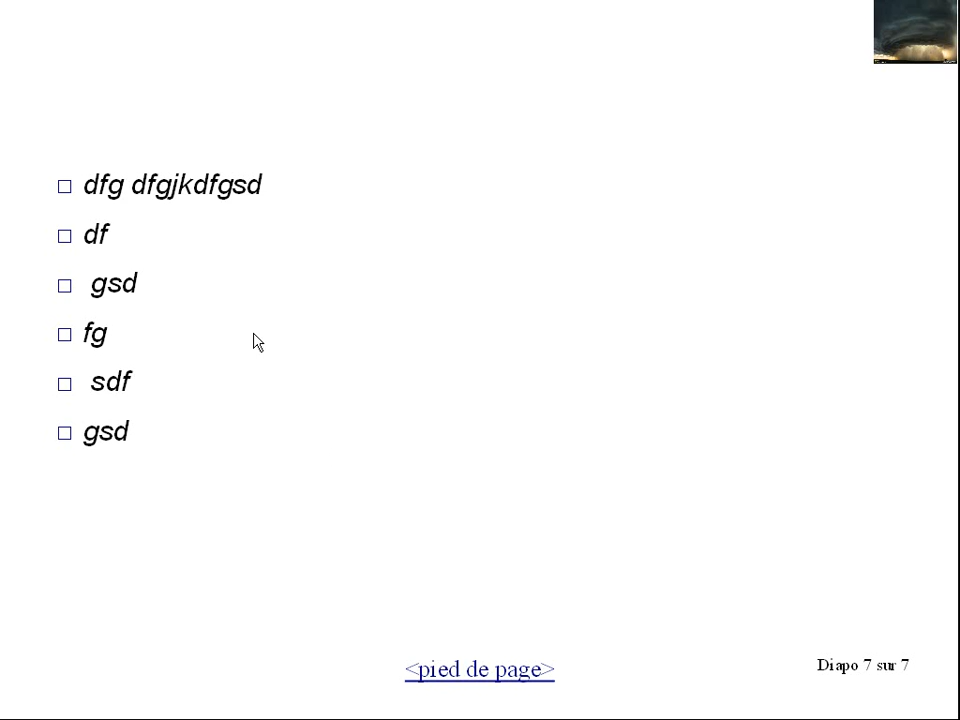 dfg dfgjkdfgsd
df
gsd
fg
sdf
gsd
<pied de page>
Diapo 7 sur 7